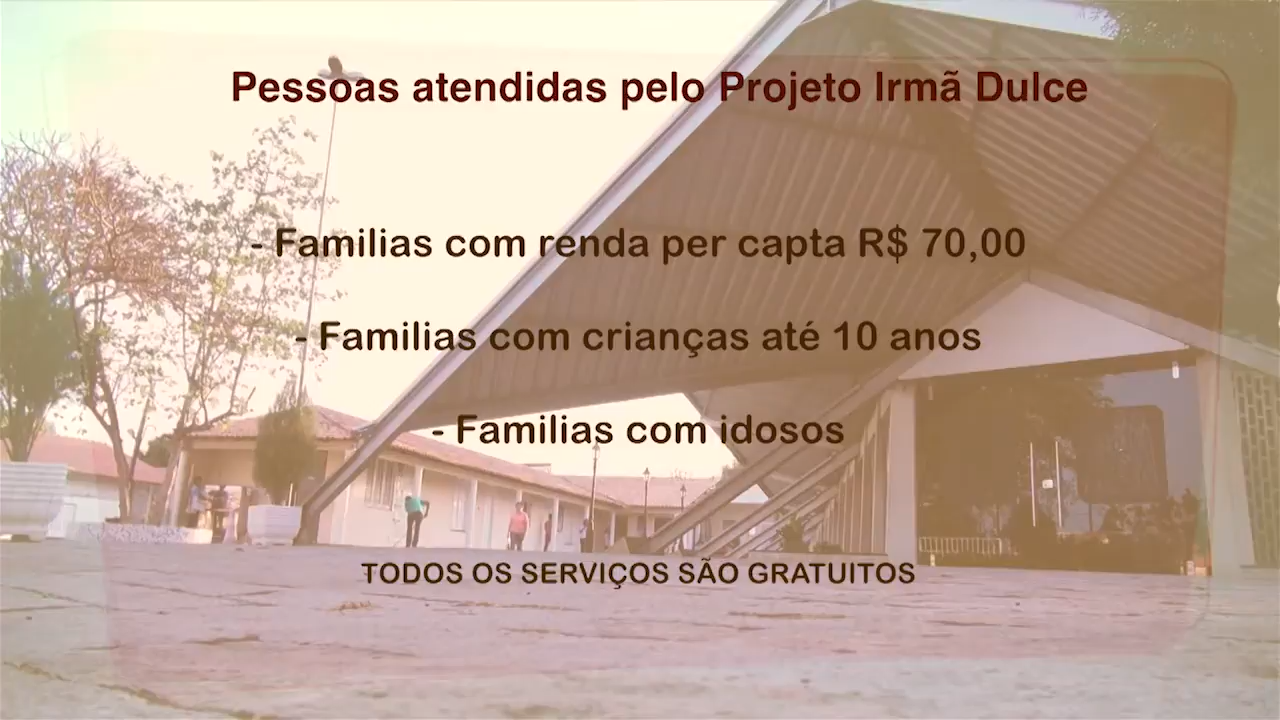 Pessoas atendidas pelo Projeto Irmã Dulce
- Familias com renda per capta R$ 70,00
- Familias com crianças até 10 anos
- Familias com idosos
TODOS OS SERVIÇOS SÃO GRATUITOS